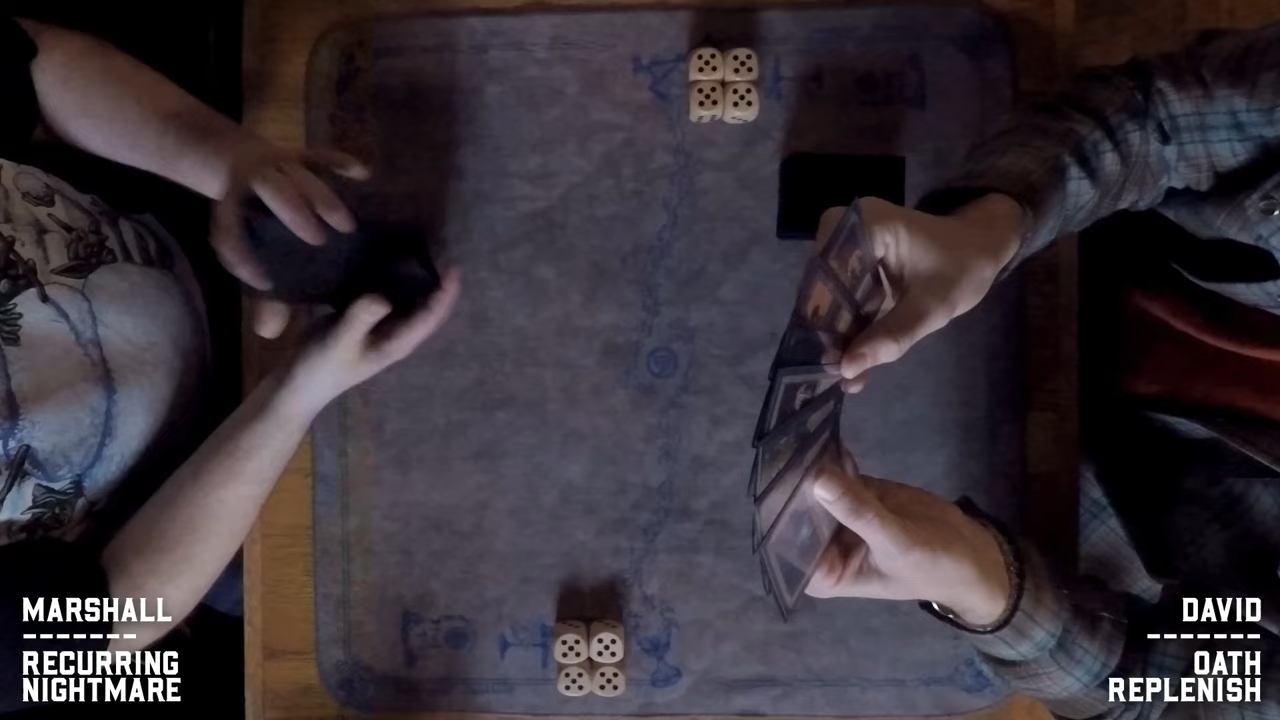 MARSHALL
RECURRING
NIGHTMARE
DAVID
OATH
REPLENISH